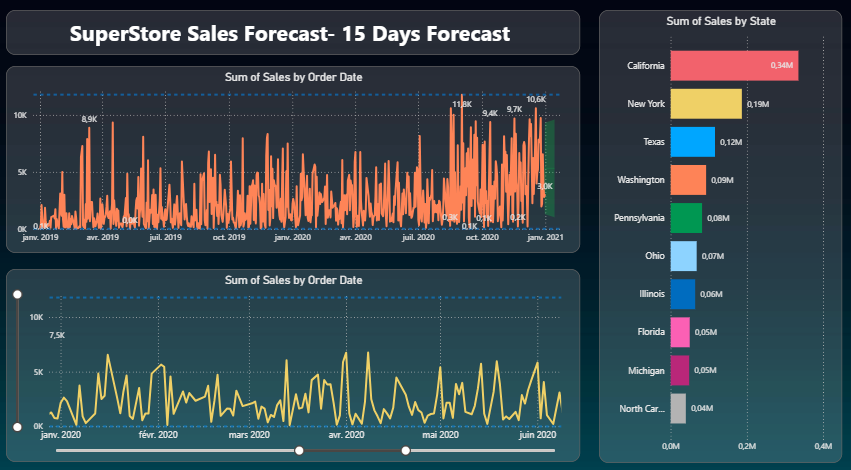 SuperStore Sales Forecast- 15 Days Forecast
Sum of Sales by Order Date
10K
5K
0K
8,9K
11,8K
9,4K
9,7K
10,6K
3,0K
0,3K
0,1K
0,2K
janv. 2019
avr. 2019
juil. 2019
oct. 2019
janv. 2020
avr. 2020
juil. 2020
oct. 2020
janv. 2021
Sum of Sales by Order Date
10K
5K
0K
7,5K
janv. 2020
févr. 2020
mars 2020
avr. 2020
mai 2020
juin 2020
Sum of Sales by State
California 0,34M
New York 0,19M
Texas 0,12M
Washington 0,09M
Pennsylvania 0,08M
Ohio 0,07M
Illinois 0,06M
Florida 0,05M
Michigan 0,05M
North Car... 0,04M
0,0M 0,2M 0,4M